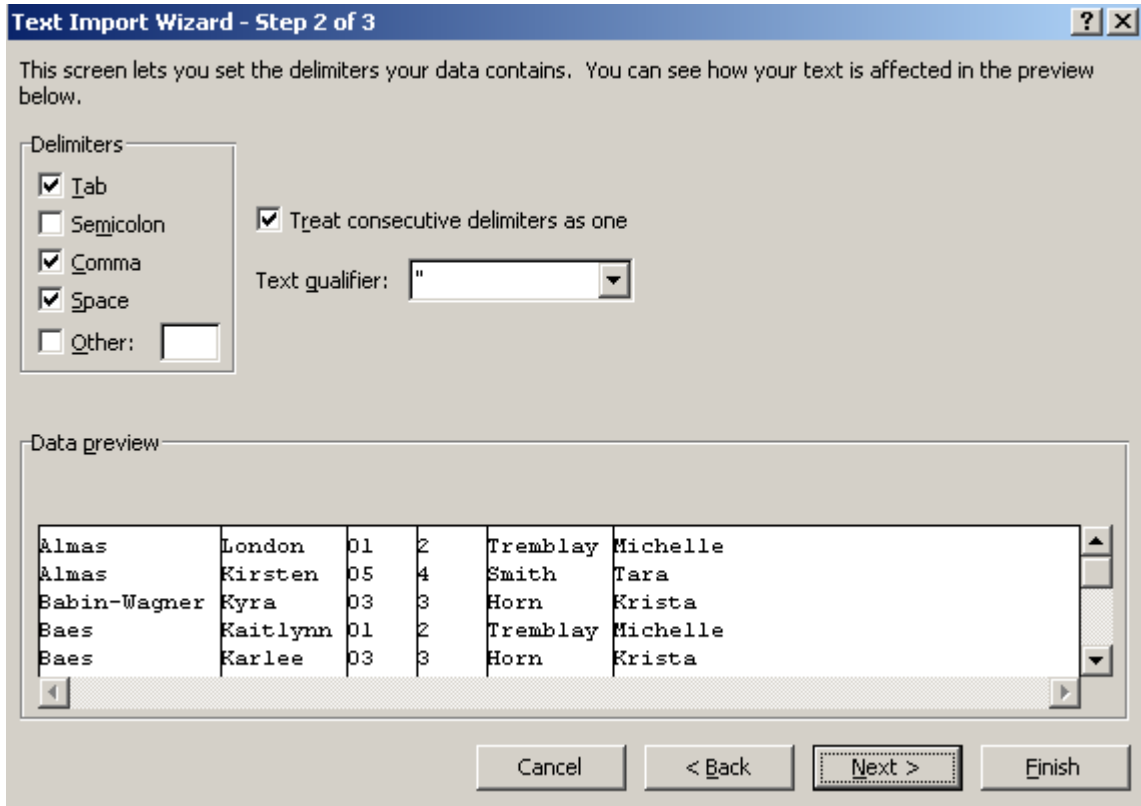 Text Import Wizard - Step 2 of 3
This screen lets you set the delimiters your data contains. You can see how your text is affected in the preview
below.
Delimiters
Tab
Semicolon
Comma
Space
Other:
Treat consecutive delimiters as one
Text qualifier: "
Data preview
Almas London 01 2 Tremblay Michelle
Almas Kirsten 05 4 Smith Tara
Babin-Wagner Kyra 03 3 Horn Krista
Baes Kaitlynn 01 2 Tremblay Michelle
Baes Karlee 03 3 Horn Krista
Cancel < Back Next > Finish